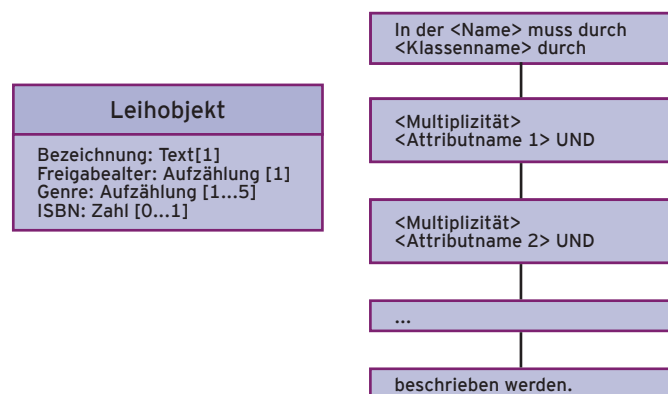 Leihobjekt
Bezeichnung: Text[1]
Freigabealter: Aufzählung [1]
Genre: Aufzählung [1...5]
ISBN: Zahl [0...1]
In der <Name> muss durch
<Klassenname> durch
<Multiplizität>
<Attributname 1> UND
<Multiplizität>
<Attributname 2> UND
...
beschrieben werden.